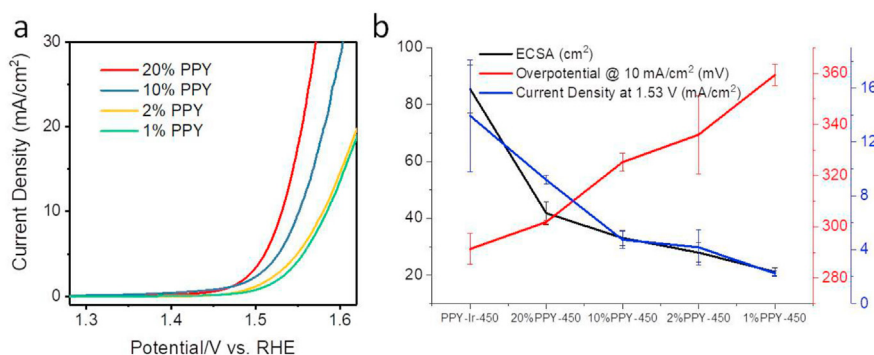 a
Current Density (mA/cm²)
30
20
10
0
20% PPY
10% PPY
2% PPY
1% PPY
1.3
1.4
1.5
1.6
Potential/V vs. RHE
b
100
80
60
40
20
ECSA (cm²)
Overpotential @ 10 mA/cm² (mV)
Current Density at 1.53 V (mA/cm²)
360
340
320
300
280
16
12
8
4
0
PPY-Ir-450
20%PPY-450
10%PPY-450
2%PPY-450
1%PPY-450